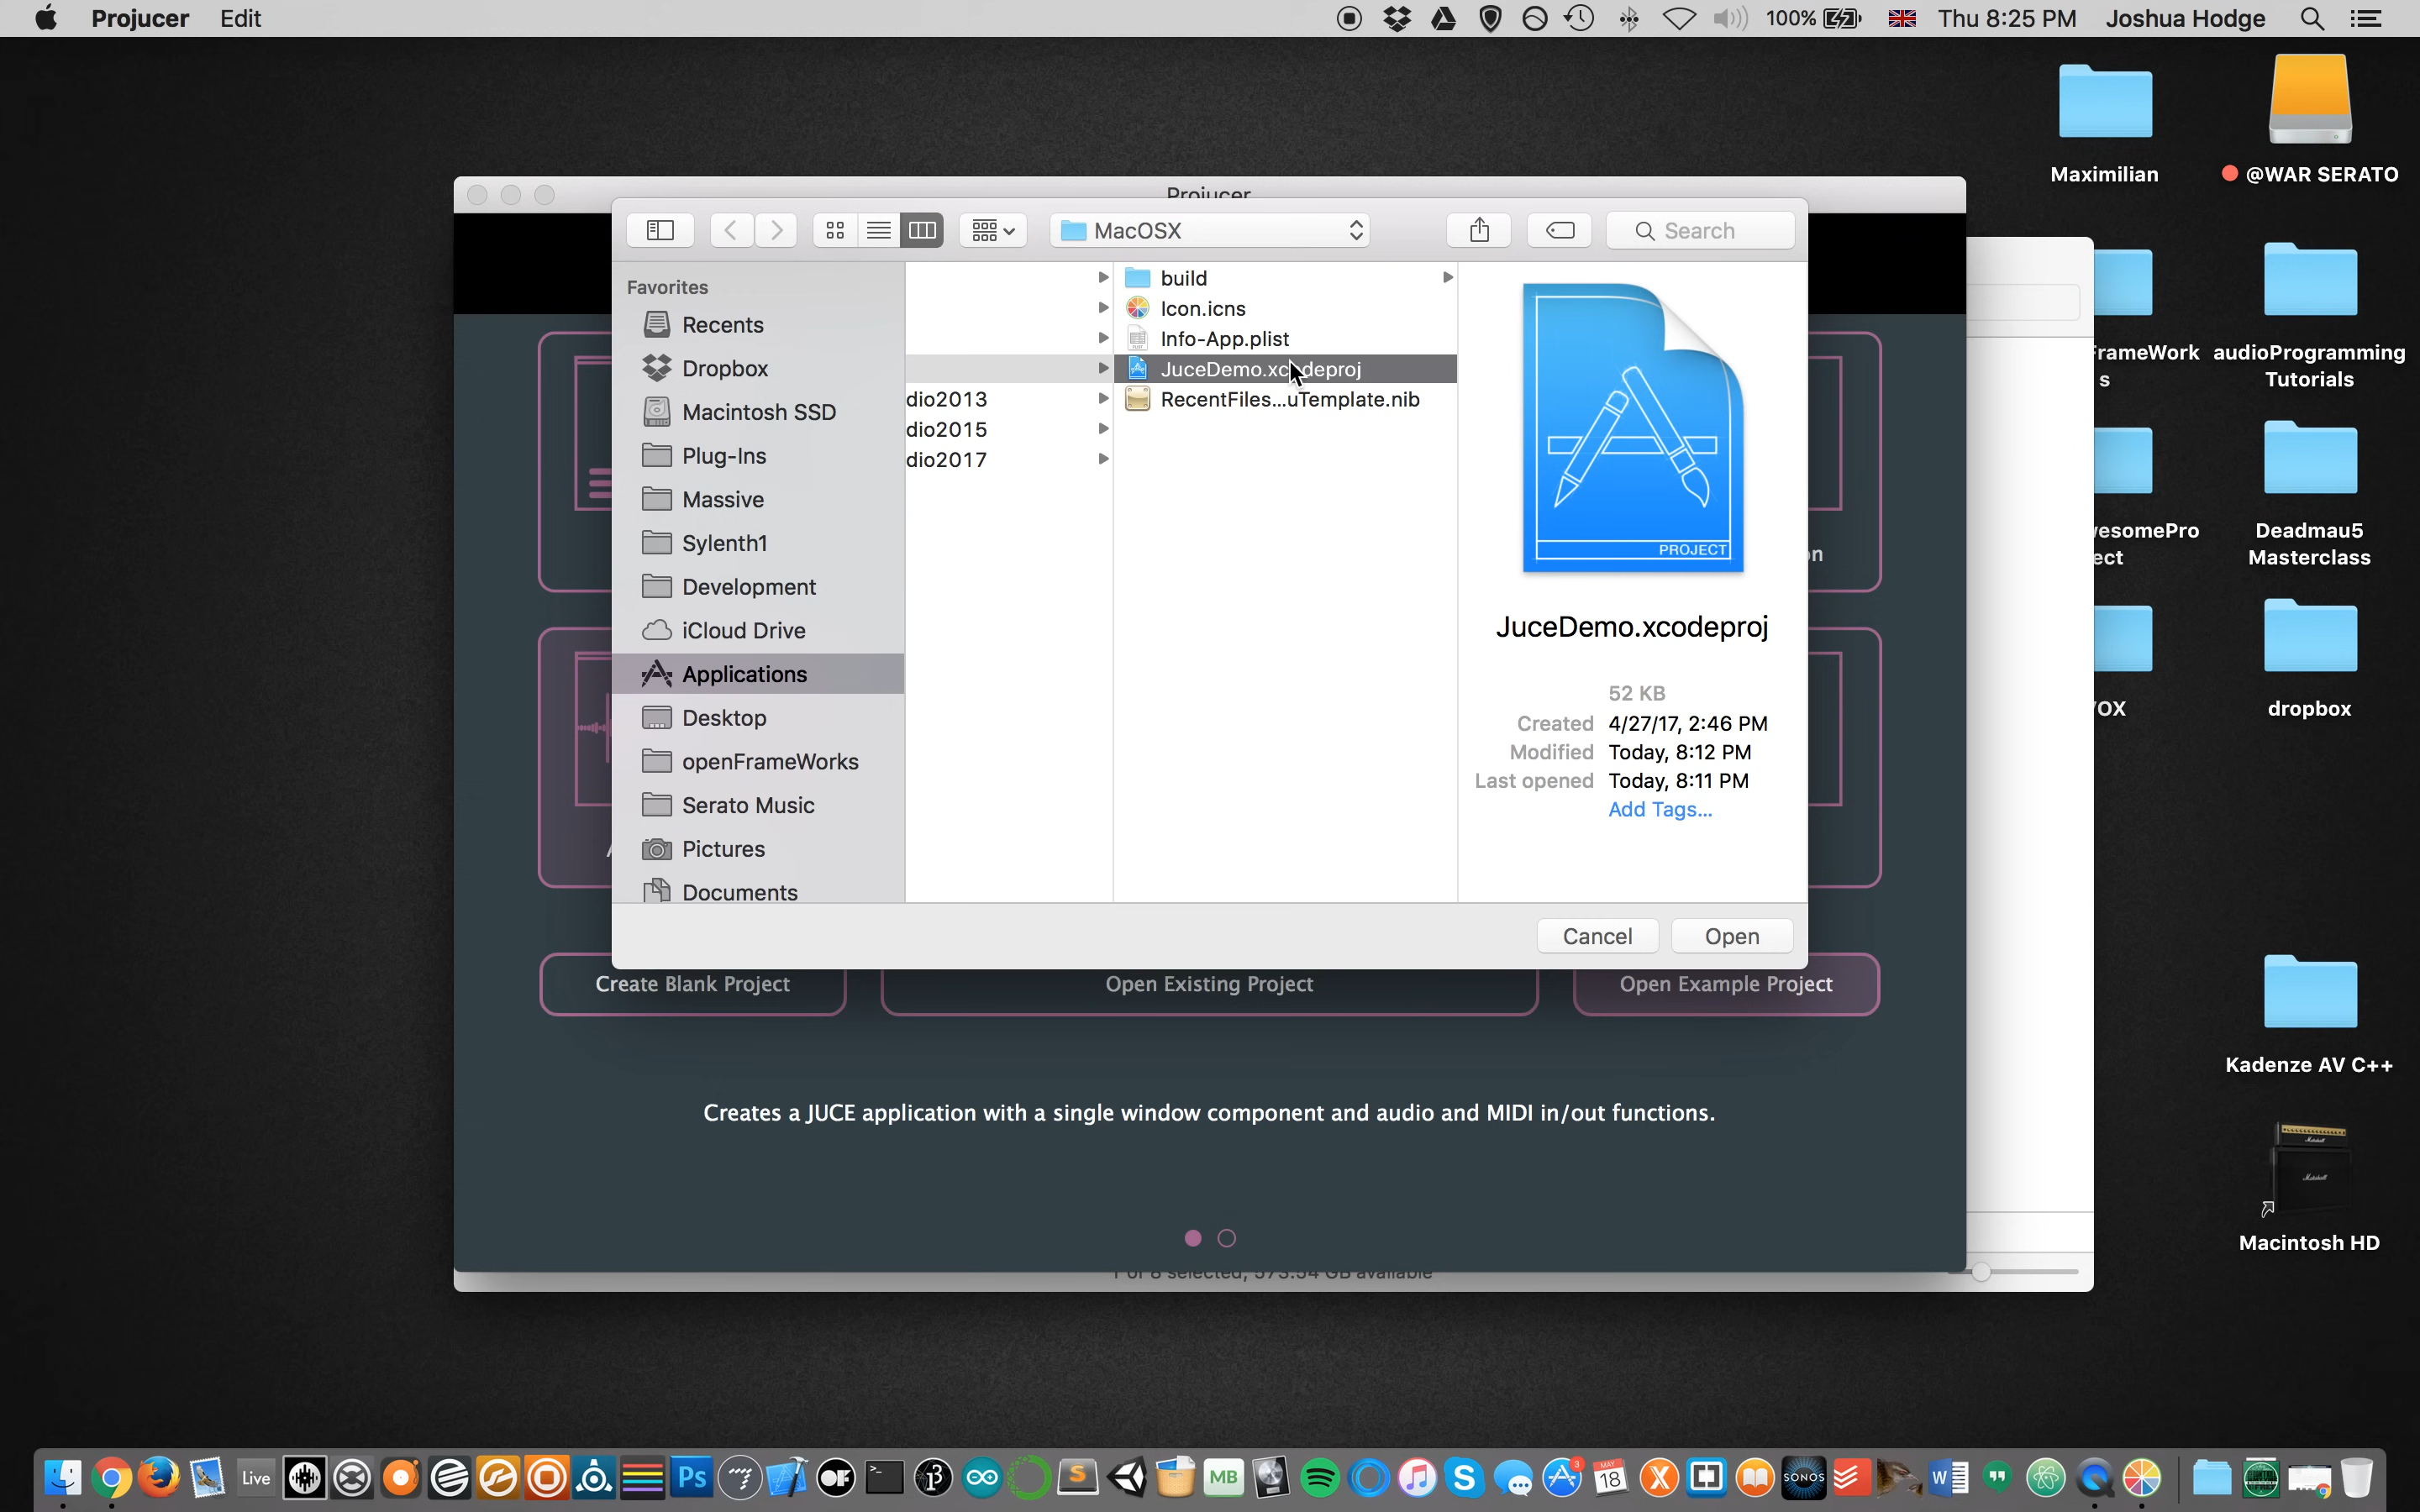 Projucer Edit 100% Thu 8:25 PM Joshua Hodge
Maximilian
@WAR SERATO
Projucer
MacOSX
Search
Favorites
Recents
Dropbox
Macintosh SSD
Plug-Ins
Massive
Sylenth1
Development
iCloud Drive
Applications
Desktop
openFrameWorks
Serato Music
Pictures
Documents
dio2013
dio2015
dio2017
build
Icon.icns
Info-App.plist
JuceDemo.xcodeproj
RecentFiles...uTemplate.nib
PROJECT
JuceDemo.xcodeproj
52 KB
Created 4/27/17, 2:46 PM
Modified Today, 8:12 PM
Last opened Today, 8:11 PM
Add Tags...
Cancel
Open
Create Blank Project
Open Existing Project
Open Example Project
Creates a JUCE application with a single window component and audio and MIDI in/out functions.
audioProgramming
Tutorials
Deadmau5
Masterclass
dropbox
Kadenze AV C++
Macintosh HD
Live
Ps
MB
3
MAY
18
SONOS